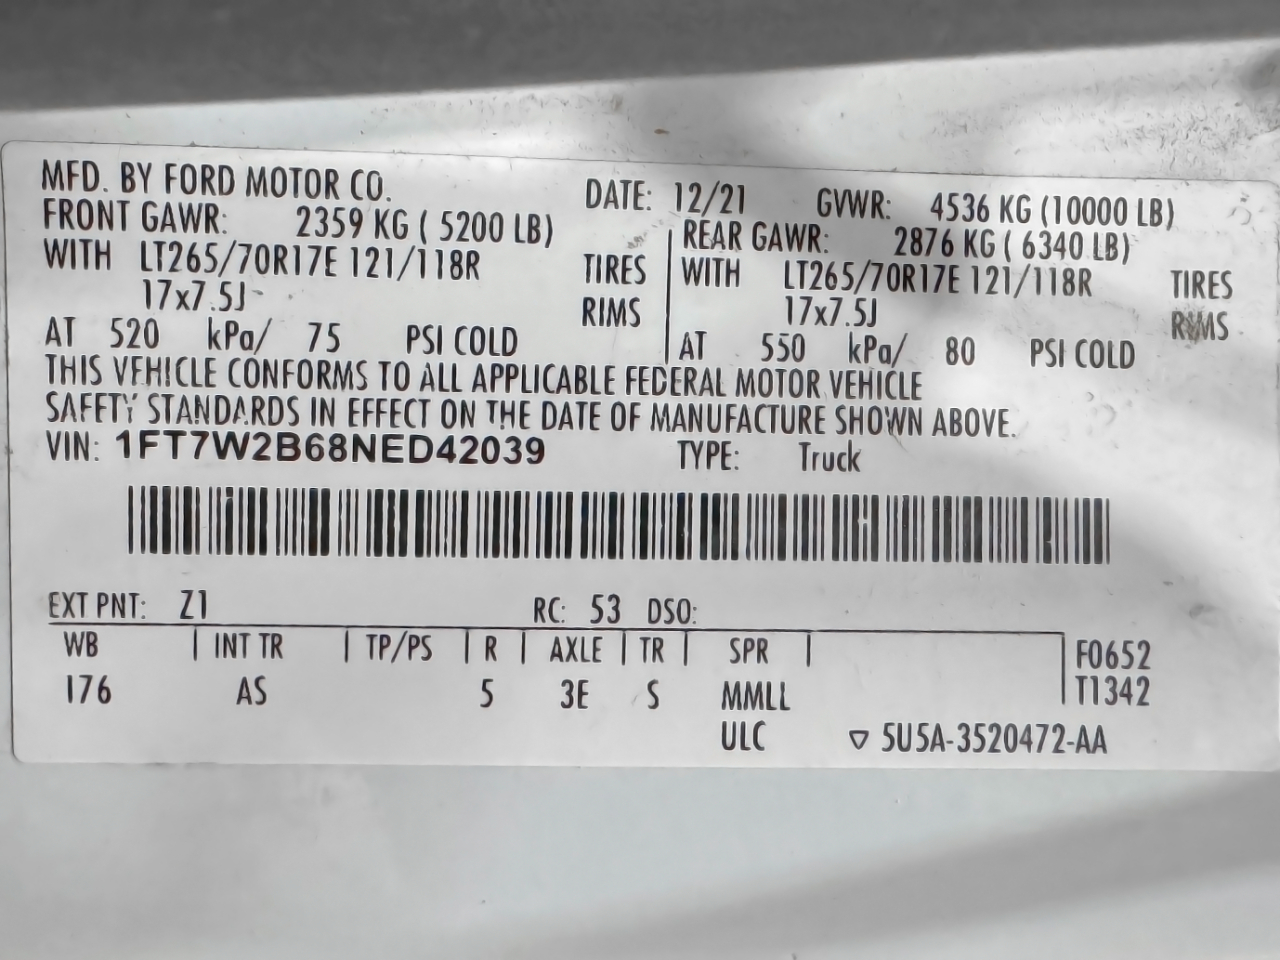 MFD. BY FORD MOTOR CO. DATE: 12/21 GVWR: 4536 KG (10000 LB)
FRONT GAWR: 2359 KG ( 5200 LB) REAR GAWR: 2876 KG ( 6340 LB)
WITH LT265/70R17E 121/118R TIRES WITH LT265/70R17E 121/118R TIRES
17x7.5J RIMS 17x7.5J RIMS
AT 520 kPa/ 75 PSI COLD AT 550 kPa/ 80 PSI COLD
THIS VEHICLE CONFORMS TO ALL APPLICABLE FEDERAL MOTOR VEHICLE
SAFETY STANDARDS IN EFFECT ON THE DATE OF MANUFACTURE SHOWN ABOVE.
VIN: 1FT7W2B68NED42039 TYPE: Truck
EXT PNT: Z1 RC: 53 DSO:
WB INT TR TP/PS R AXLE TR SPR F0652
176 AS 5 3E S MMLL T1342
ULC ▽ 5U5A-3520472-AA